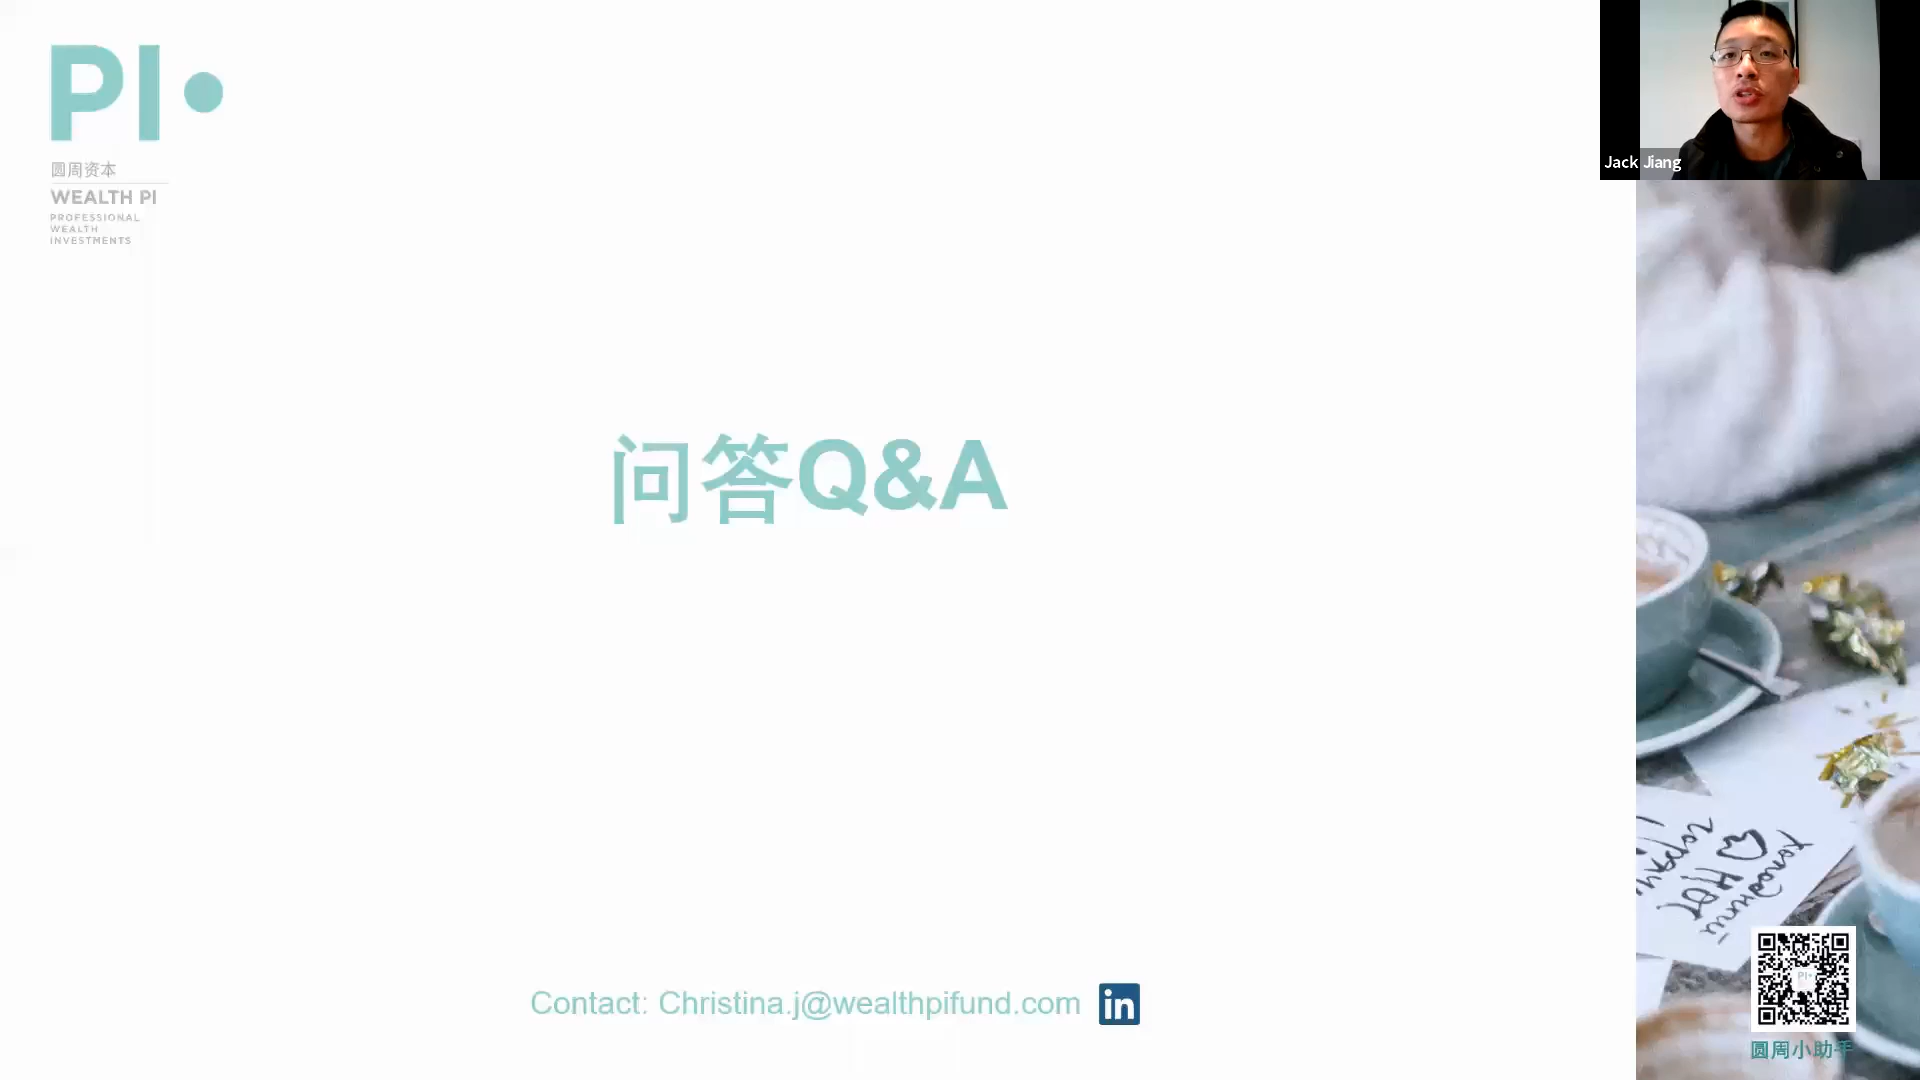 PI
圆周资本
WEALTH PI
PROFESSIONAL
WEALTH
INVESTMENTS
Jack Jiang
问答Q&A
Contact: Christina.j@wealthpifund.com
in
圆周小助手